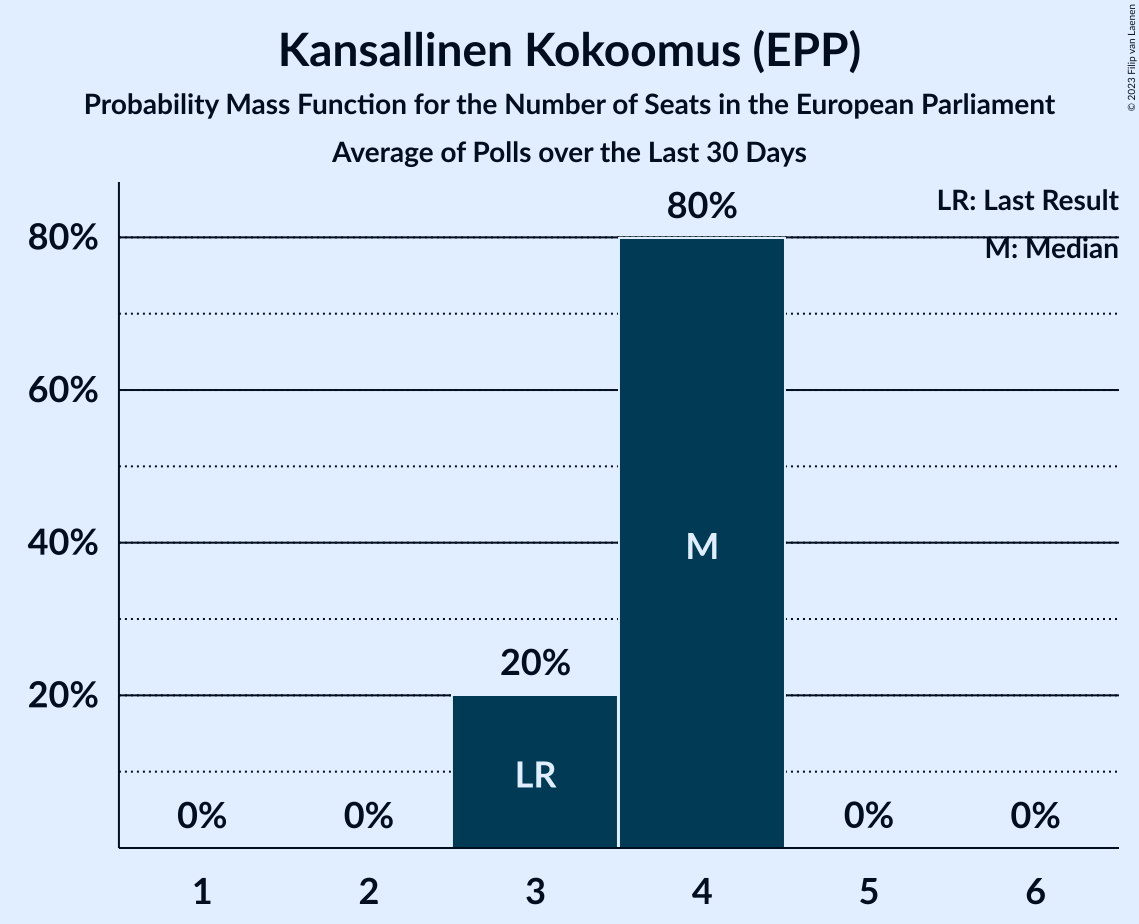 Kansallinen Kokoomus (EPP)
Probability Mass Function for the Number of Seats in the European Parliament
Average of Polls over the Last 30 Days
© 2023 Filip van Laenen
LR: Last Result
M: Median
80%
60%
40%
20%
0%
0%
20%
80%
0%
0%
LR
M
1
2
3
4
5
6